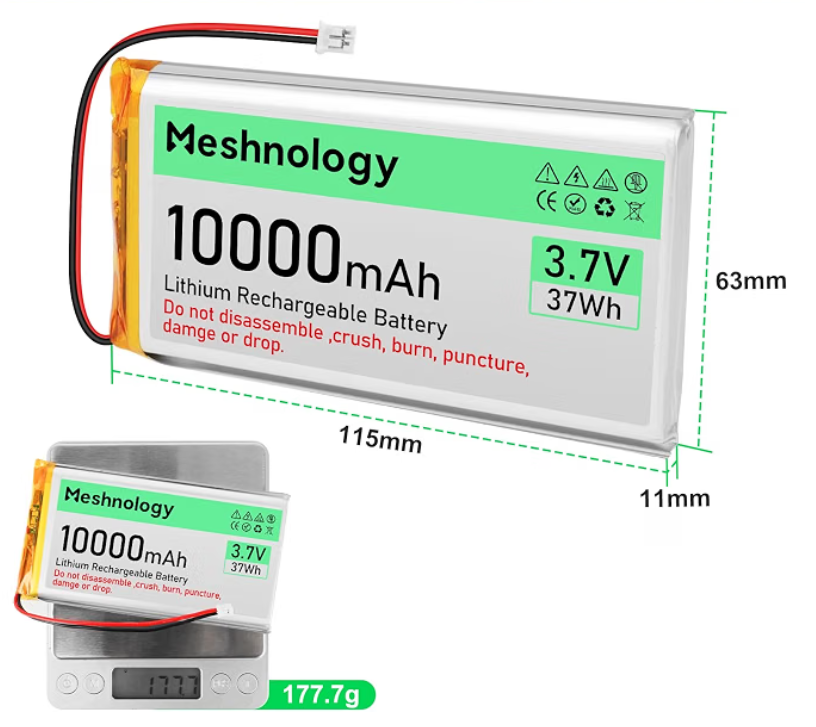 Meshnology
CE
10000mAh
3.7V
37Wh
Lithium Rechargeable Battery
Do not disassemble ,crush, burn, puncture,
damge or drop.
63mm
115mm
11mm
Meshnology
CE
10000mAh
3.7V
37Wh
Lithium Rechargeable Battery
Do not disassemble ,crush, burn, puncture,
damge or drop.
177.7
177.7g